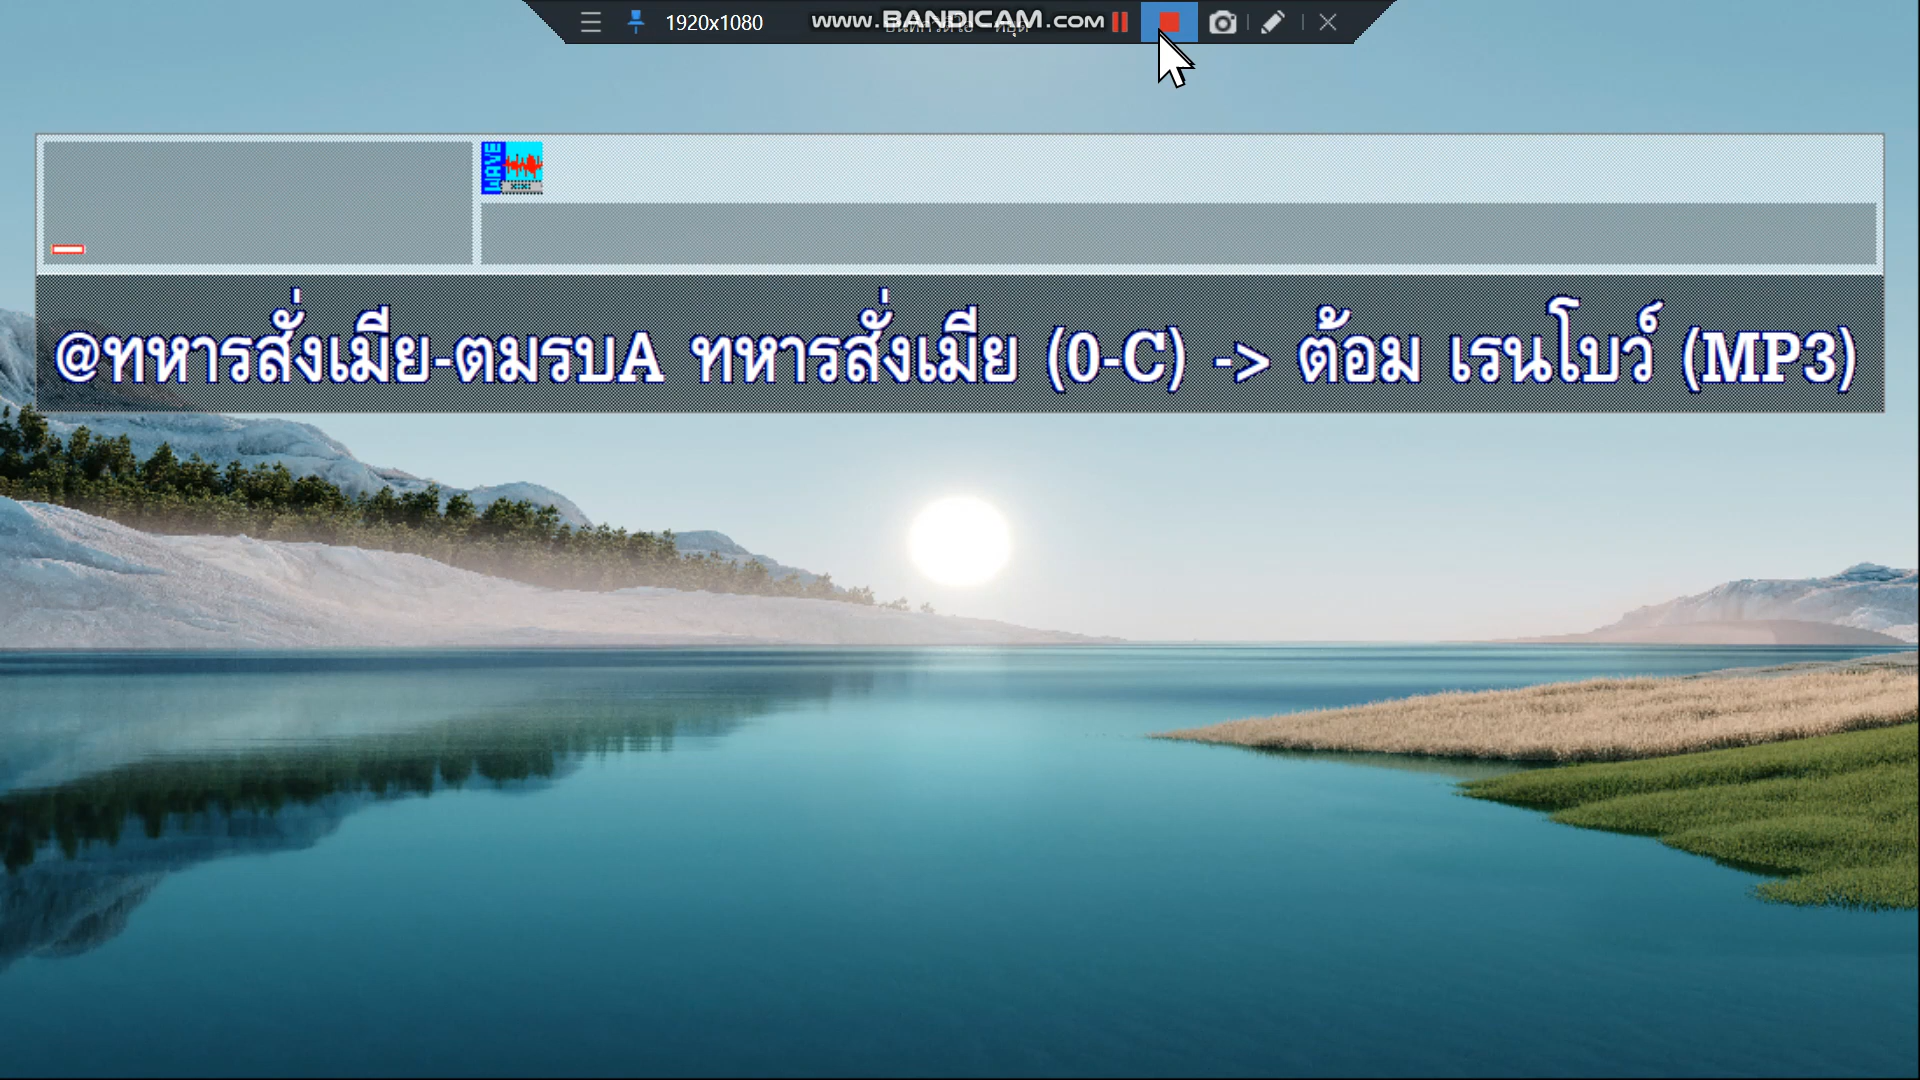 1920x1080 www.BANDICAM.com
WAVE
@ทหารสั่งเมีย-ตมรบA ทหารสั่งเมีย (0-C) -> ต้อม เรนโบว์ (MP3)